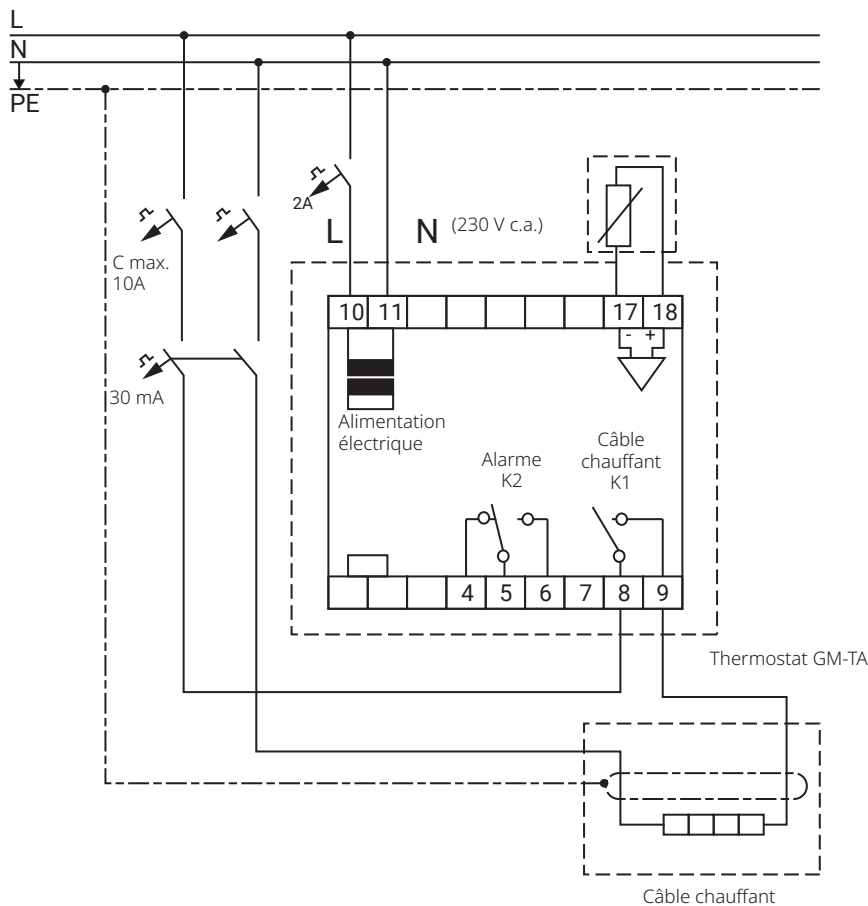 L
N
PE
2A
L
N
(230 V c.a.)
C max.
10A
10
11
17
18
- +
30 mA
Alimentation
électrique
Alarme
K2
Câble
chauffant
K1
4
5
6
7
8
9
Thermostat GM-TA
Câble chauffant